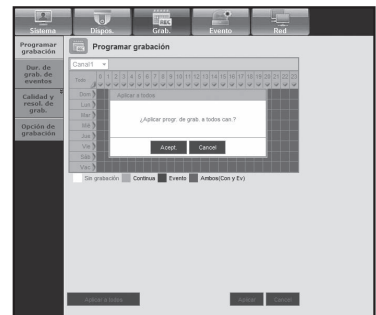 Sistema Dispos. Grab. Evento Red
REC
Programar grabación
Programar grabación
Dur. de grab. de eventos
Calidad y resol. de grab.
Opción de grabación
Canal1
Todo 0 1 2 3 4 5 6 7 8 9 10 11 12 13 14 15 16 17 18 19 20 21 22 23
Dom
Lun
Mar
Mié
Jue
Vie
Sáb
Vac
Aplicar a todos
¿Aplicar progr. de grab. a todos can.?
Acept. Cancel
Sin grabación Continua Evento Ambos(Con y Ev)
Aplicar a todos Aplicar Cancel